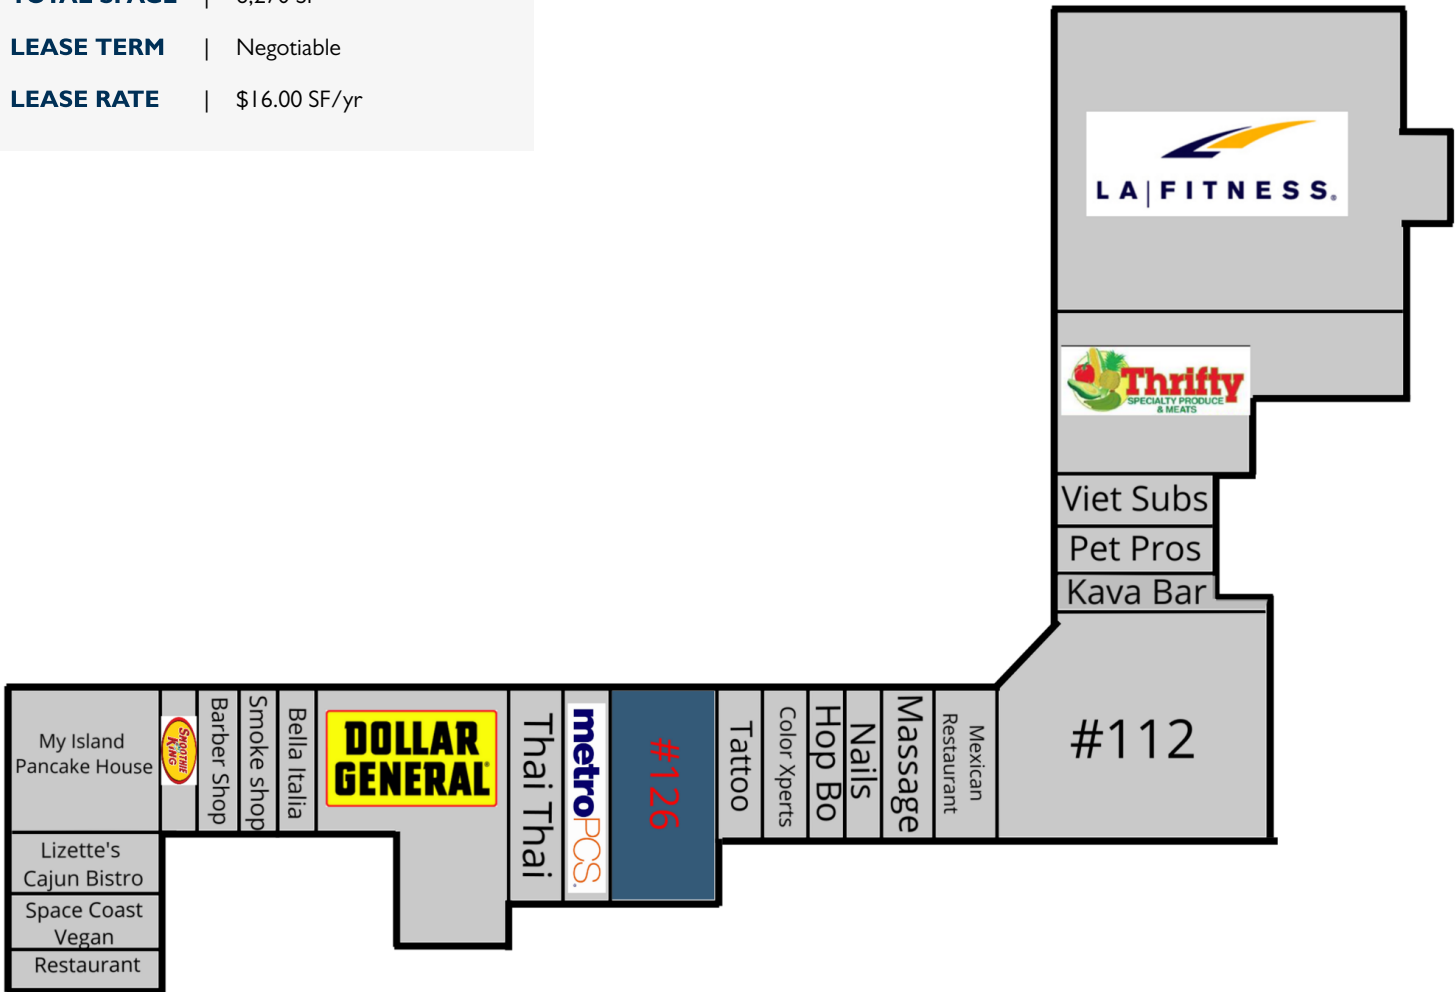 TOTAL SPACE |
LEASE TERM | Negotiable
LEASE RATE | $16.00 SF/yr
LA|FITNESS.
Thrifty
SPECIALTY PRODUCE
& MEATS
Viet Subs
Pet Pros
Kava Bar
#112
My Island
Pancake House
SMOOTHIE
KING
Barber Shop
Smoke shop
Bella Italia
DOLLAR
GENERAL
Thai Thai
metroPCS.
#126
Tattoo
Color Xperts
Hop Bo
Nails
Massage
Mexican
Restaurant
Lizette's
Cajun Bistro
Space Coast
Vegan
Restaurant